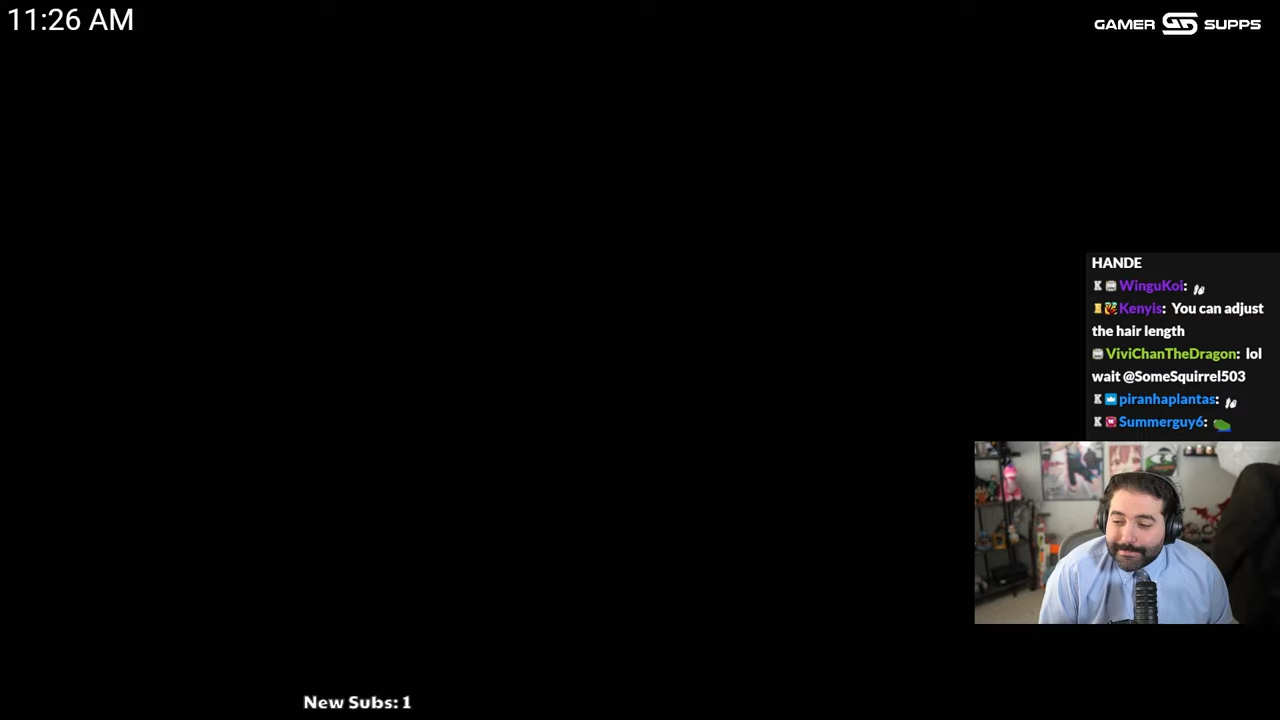 11:26 AM
GAMER GG SUPPS
HANDE
WinguKoi:
Kenyis: You can adjust
the hair length
ViviChanTheDragon: lol
wait @SomeSquirrel503
piranhaplantas:
Summerguy6:
New Subs: 1